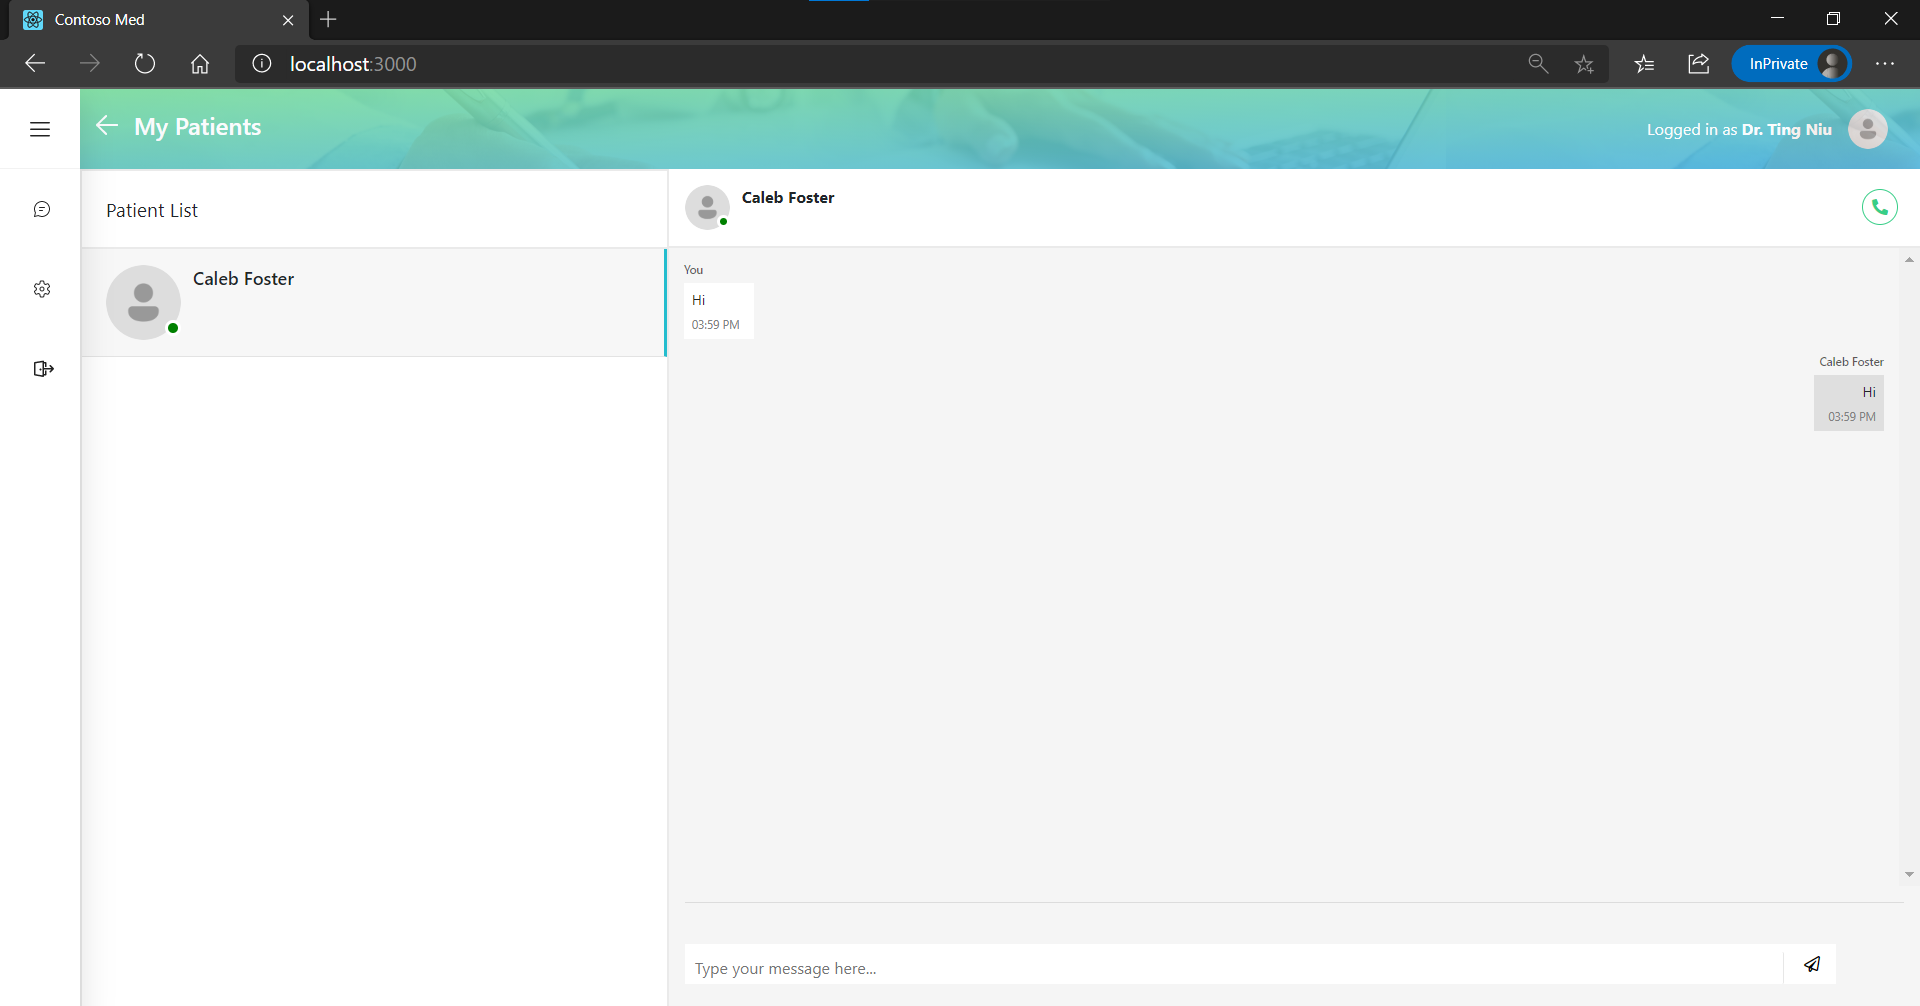 Contoso Med
localhost:3000
InPrivate
My Patients
Logged in as Dr. Ting Niu
Patient List
Caleb Foster
Caleb Foster
You
Hi
03:59 PM
Caleb Foster
Hi
03:59 PM
Type your message here...